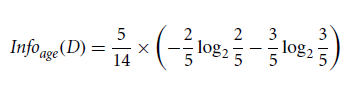 Info_age(D) = 5/14 × (−2/5 log₂ 2/5 − 3/5 log₂ 3/5)